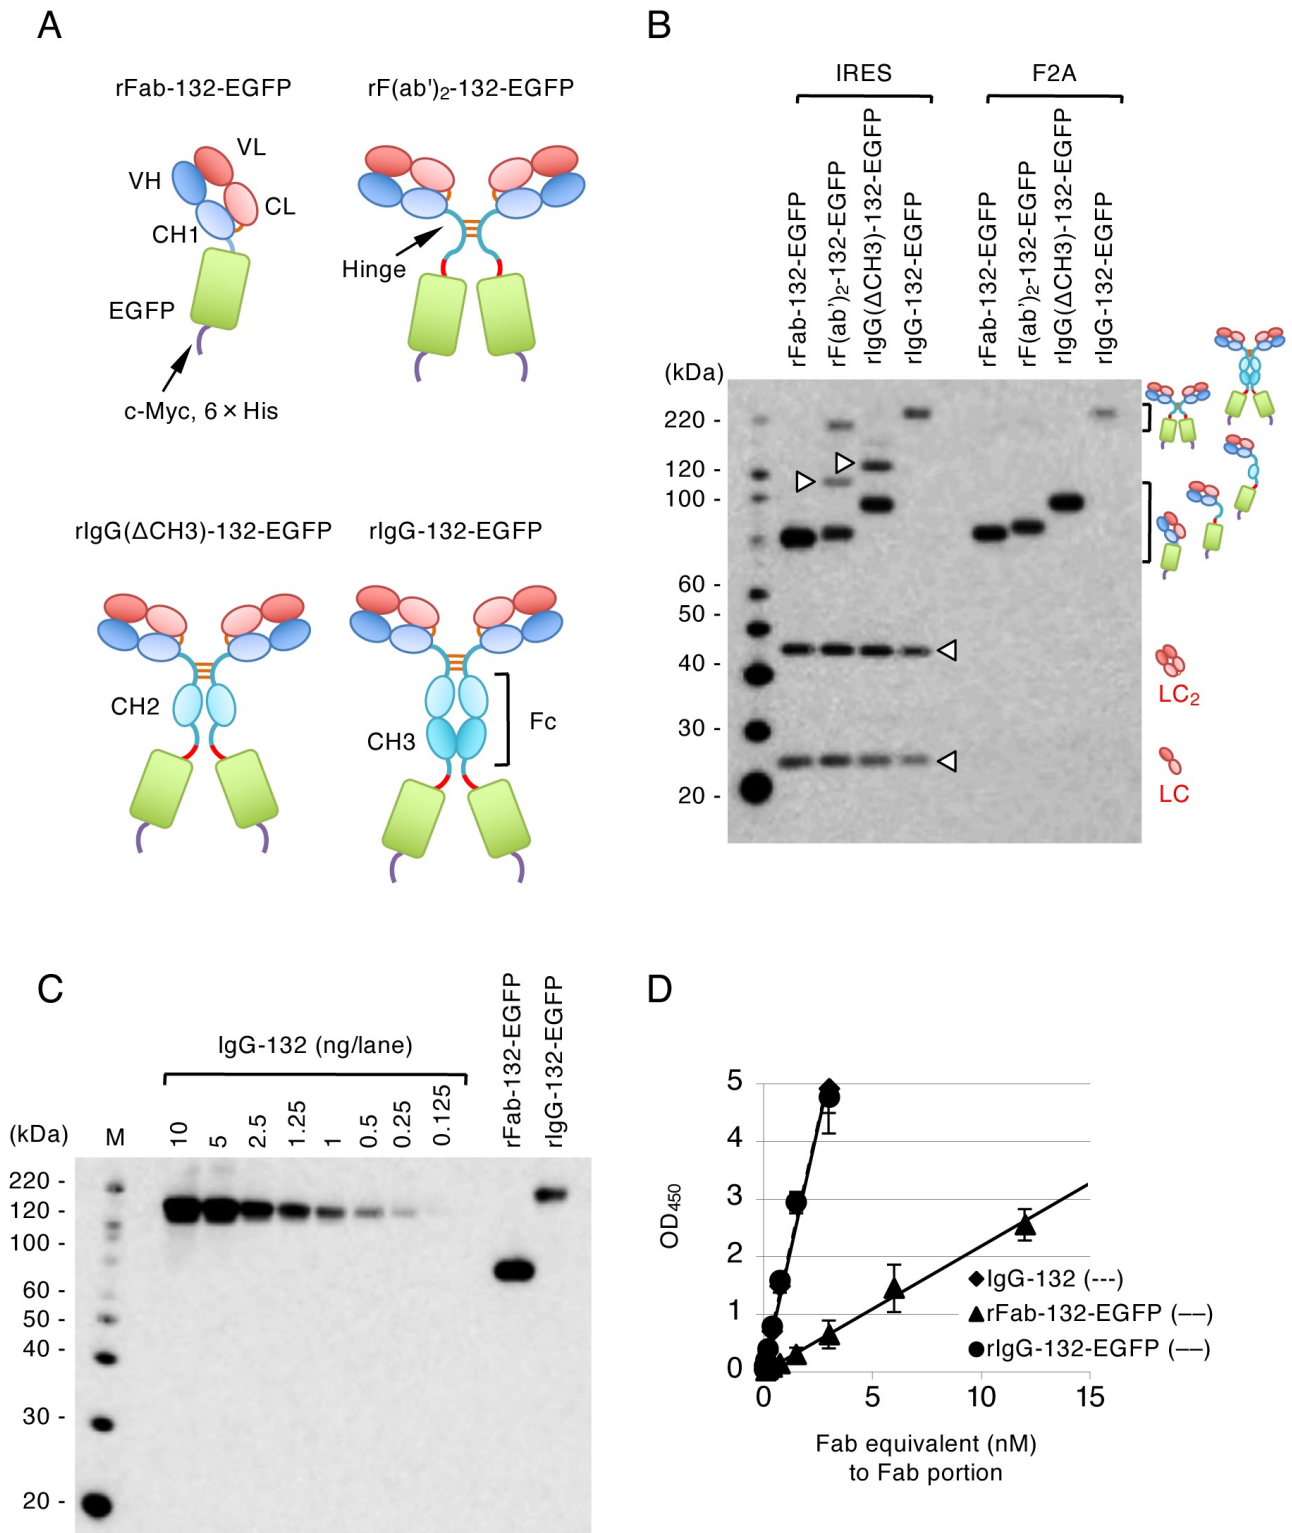 A
rFab-132-EGFP
rF(ab')2-132-EGFP
VL
VH
CL
CH1
Hinge
EGFP
c-Myc, 6 × His
rIgG(ΔCH3)-132-EGFP
rIgG-132-EGFP
CH2
CH3
Fc
B
IRES
F2A
rFab-132-EGFP
rF(ab')2-132-EGFP
rIgG(ΔCH3)-132-EGFP
rIgG-132-EGFP
rFab-132-EGFP
rF(ab')2-132-EGFP
rIgG(ΔCH3)-132-EGFP
rIgG-132-EGFP
(kDa)
220 -
120 -
100 -
60 -
50 -
40 -
30 -
20 -
LC2
LC
C
IgG-132 (ng/lane)
rFab-132-EGFP
rIgG-132-EGFP
(kDa)
M
10
5
2.5
1.25
1
0.5
0.25
0.125
220 -
120 -
100 -
60 -
50 -
40 -
30 -
20 -
D
OD450
5
4
3
2
1
0
IgG-132 (---)
rFab-132-EGFP (—)
rIgG-132-EGFP (—)
0
5
10
15
Fab equivalent (nM)
to Fab portion